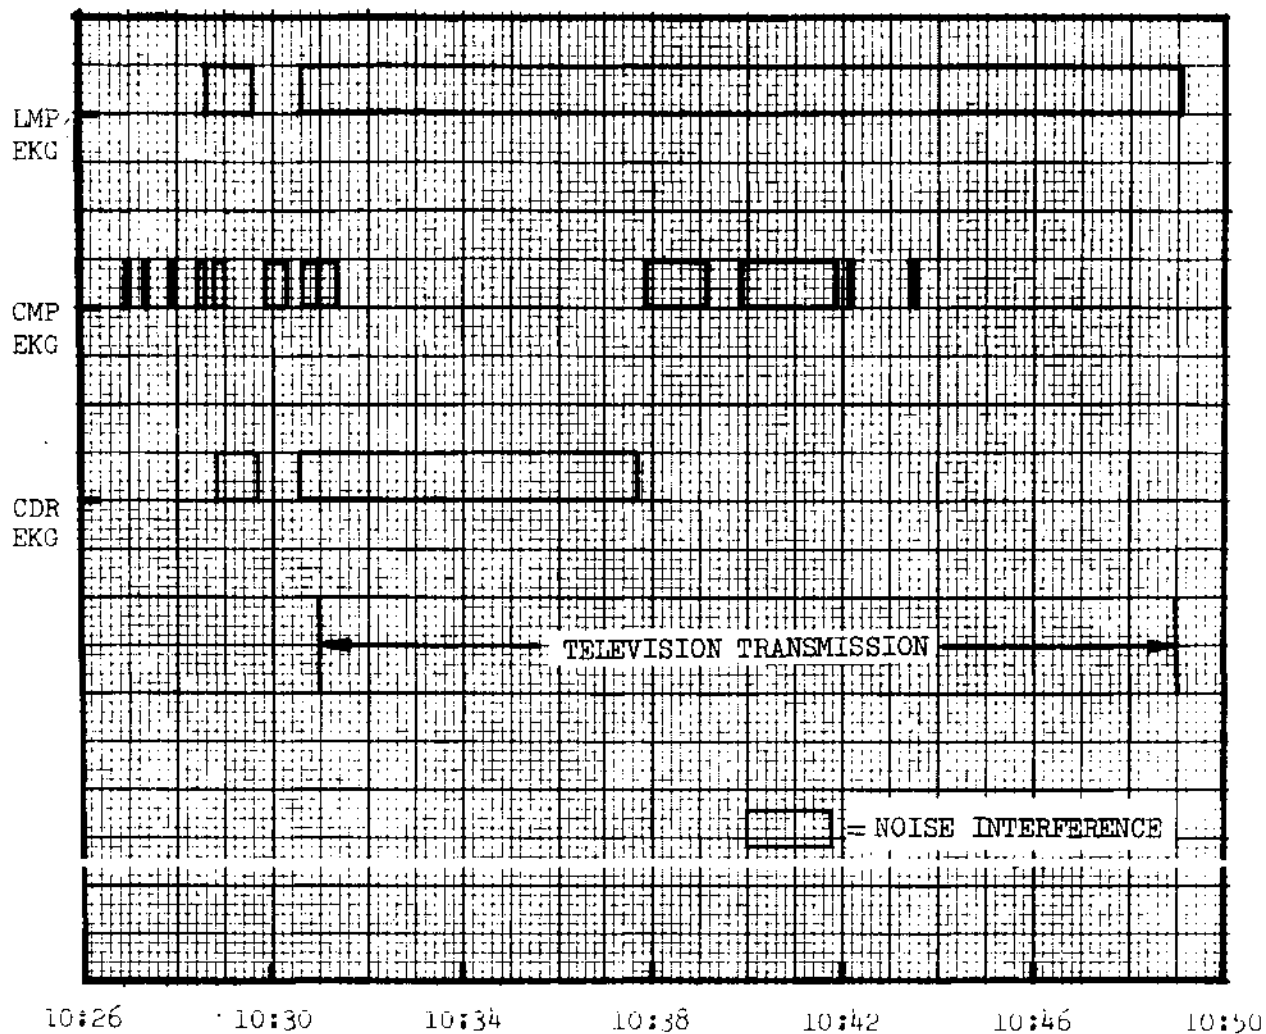 LMP
EKG
CMP
EKG
CDR
EKG
TELEVISION TRANSMISSION
= NOISE INTERFERENCE
10:26 10:30 10:34 10:38 10:42 10:46 10:50